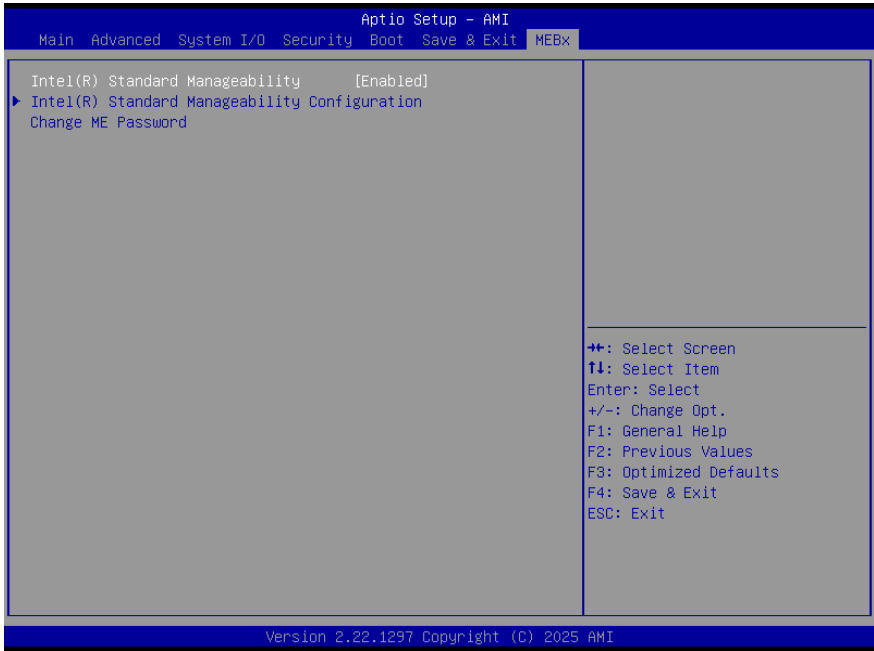 Aptio Setup – AMI
Main Advanced System I/O Security Boot Save & Exit MEBx
Intel(R) Standard Manageability [Enabled]
Intel(R) Standard Manageability Configuration
Change ME Password
→←: Select Screen
↑↓: Select Item
Enter: Select
+/-: Change Opt.
F1: General Help
F2: Previous Values
F3: Optimized Defaults
F4: Save & Exit
ESC: Exit
Version 2.22.1297 Copyright (C) 2025 AMI